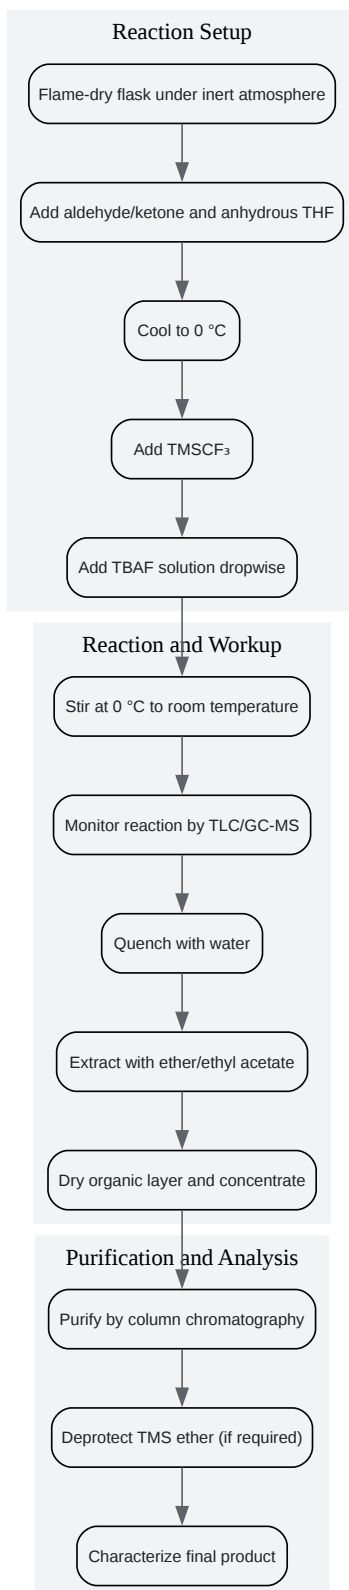 Reaction Setup
Flame-dry flask under inert atmosphere
Add aldehyde/ketone and anhydrous THF
Cool to 0 °C
Add TMSCF₃
Add TBAF solution dropwise
Reaction and Workup
Stir at 0 °C to room temperature
Monitor reaction by TLC/GC-MS
Quench with water
Extract with ether/ethyl acetate
Dry organic layer and concentrate
Purification and Analysis
Purify by column chromatography
Deprotect TMS ether (if required)
Characterize final product